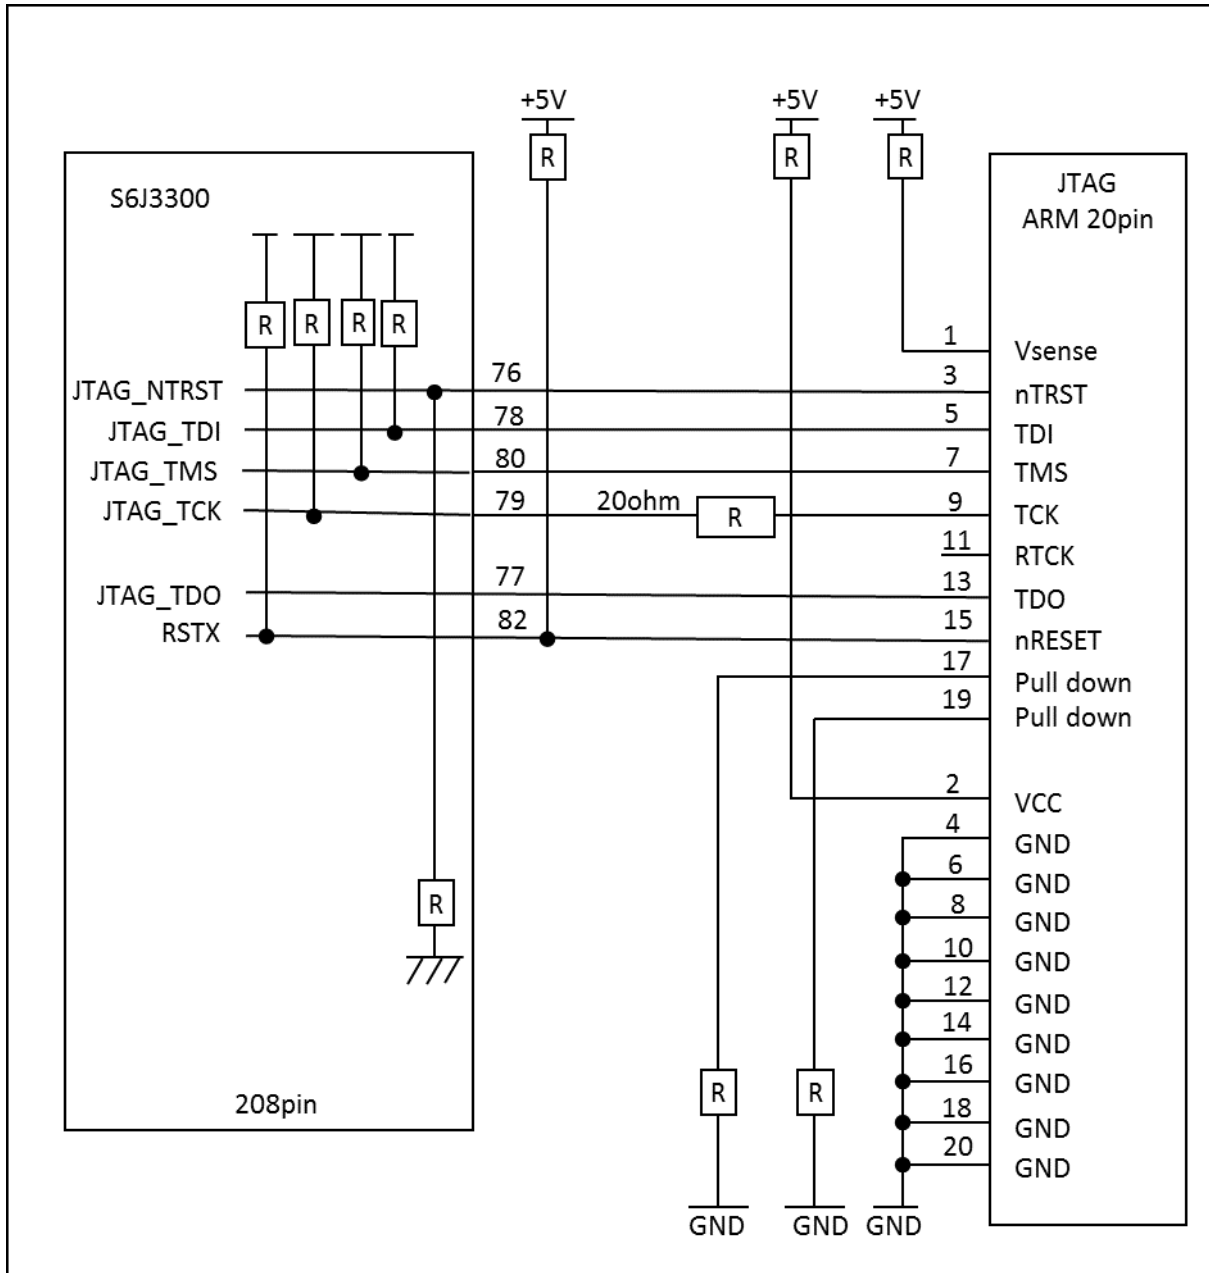 +5V
+5V
+5V
R
R
R
S6J3300
JTAG
ARM 20pin
R
R
R
R
1
Vsense
JTAG_NTRST
76
3
nTRST
JTAG_TDI
78
5
TDI
JTAG_TMS
80
7
TMS
JTAG_TCK
79
20ohm
R
9
TCK
11
RTCK
JTAG_TDO
77
13
TDO
RSTX
82
15
nRESET
17
Pull down
19
Pull down
2
VCC
4
GND
6
GND
R
8
GND
10
GND
12
GND
14
GND
16
GND
R
R
208pin
18
GND
20
GND
GND
GND
GND